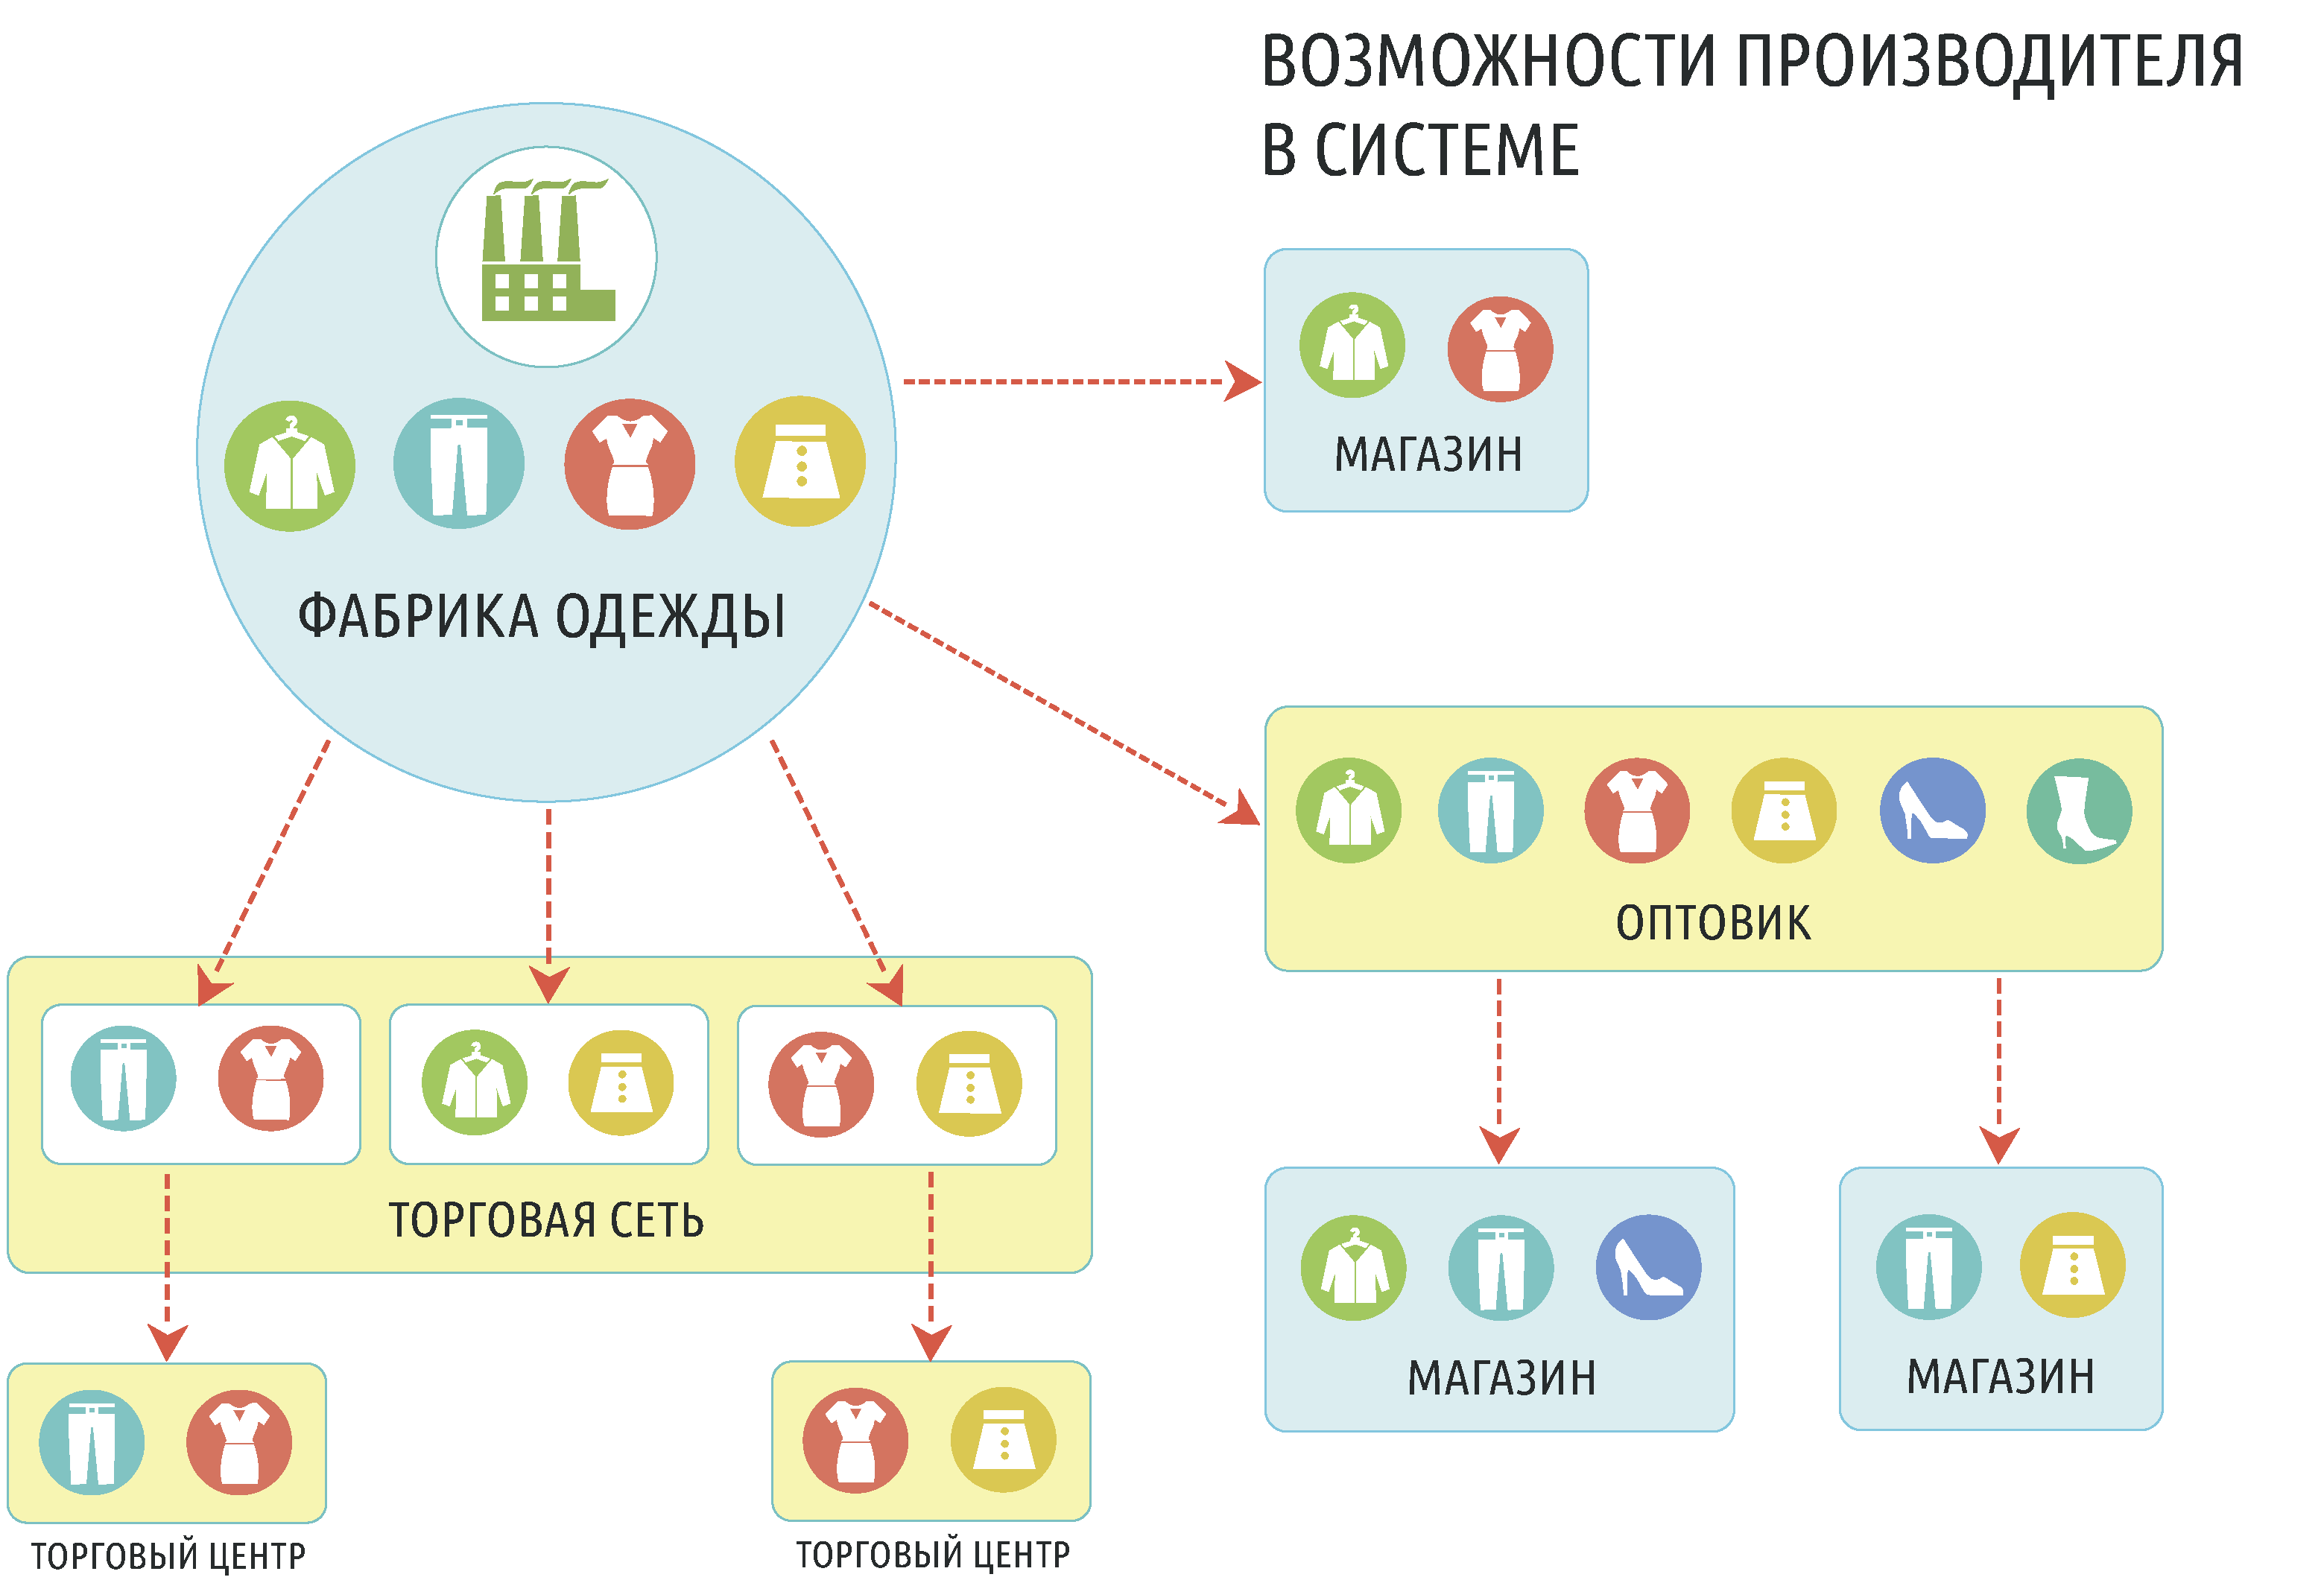 ВОЗМОЖНОСТИ ПРОИЗВОДИТЕЛЯ
В СИСТЕМЕ
МАГАЗИН
ФАБРИКА ОДЕЖДЫ
ОПТОВИК
ТОРГОВАЯ СЕТЬ
МАГАЗИН
МАГАЗИН
ТОРГОВЫЙ ЦЕНТР
ТОРГОВЫЙ ЦЕНТР